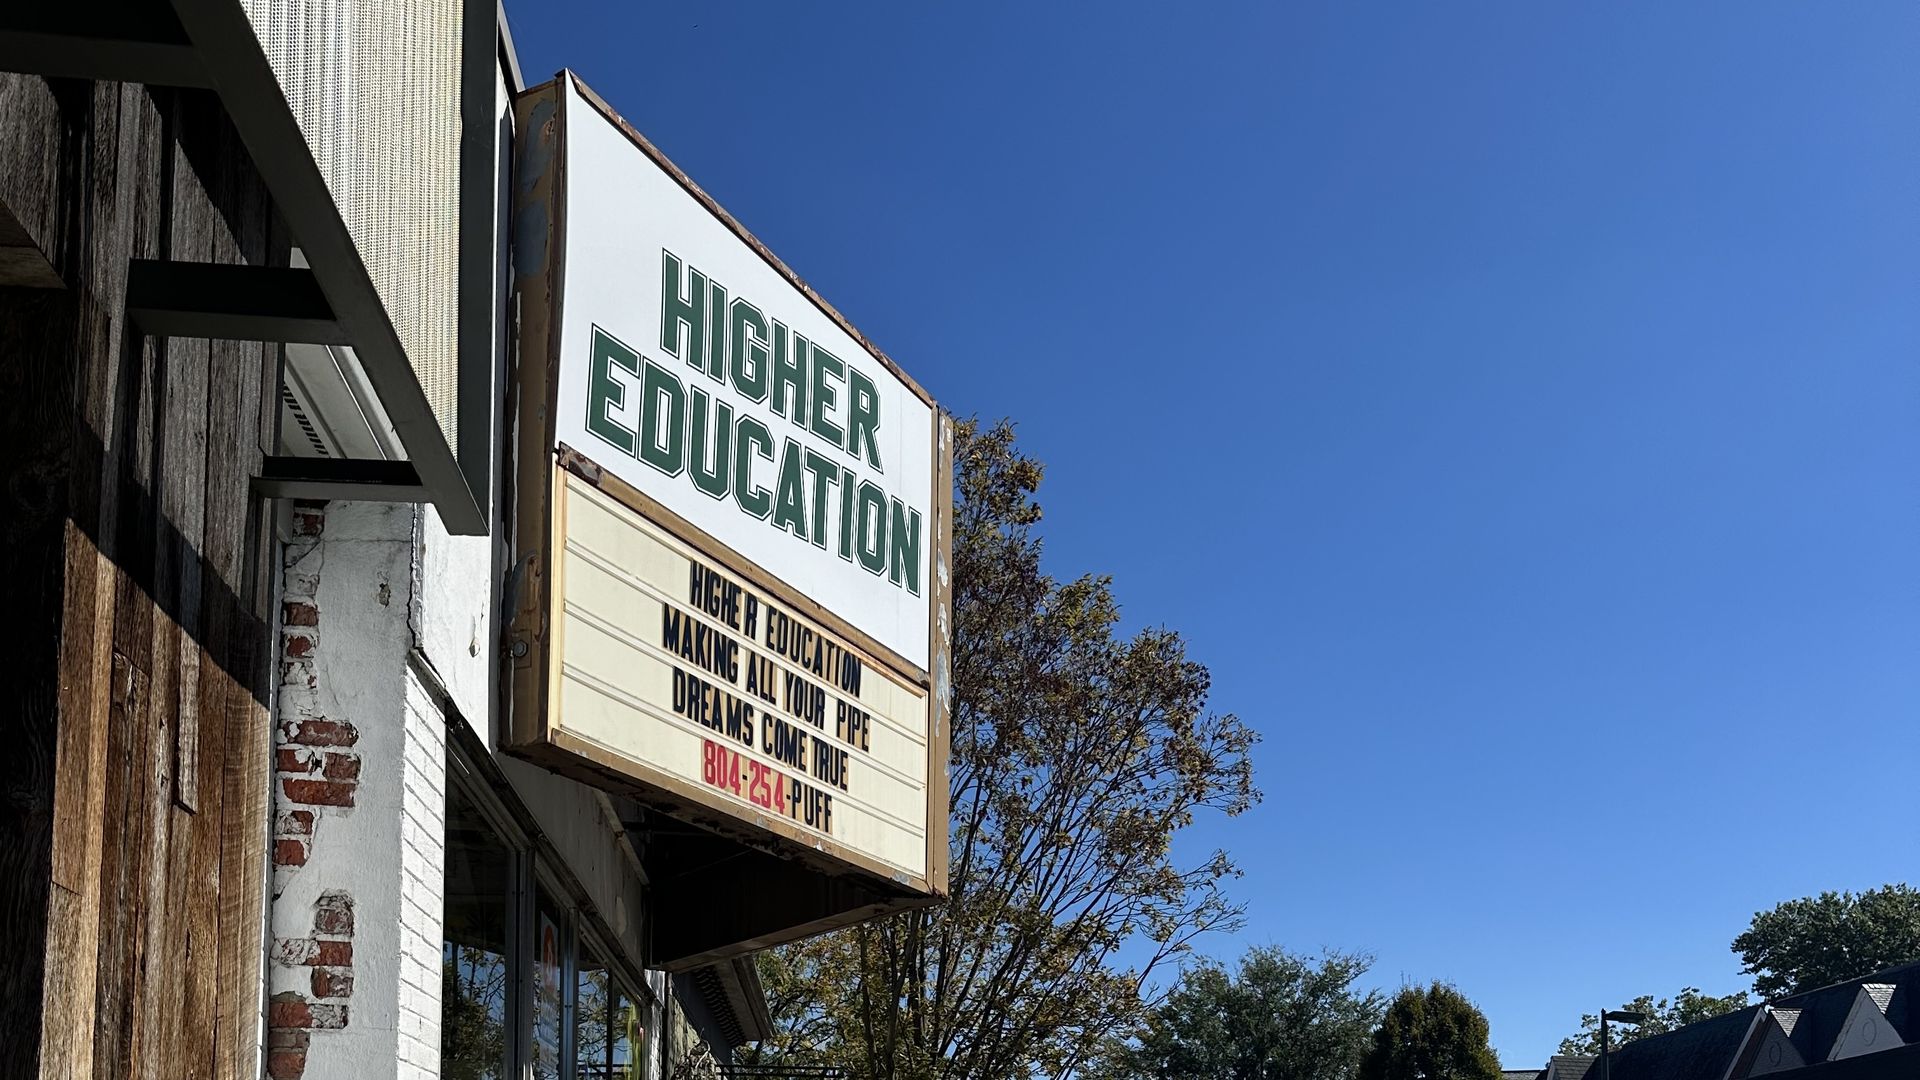 HIGHER
EDUCATION
HIGHER EDUCATION
MAKING ALL YOUR PIPE
DREAMS COME TRUE
804-254-PUFF